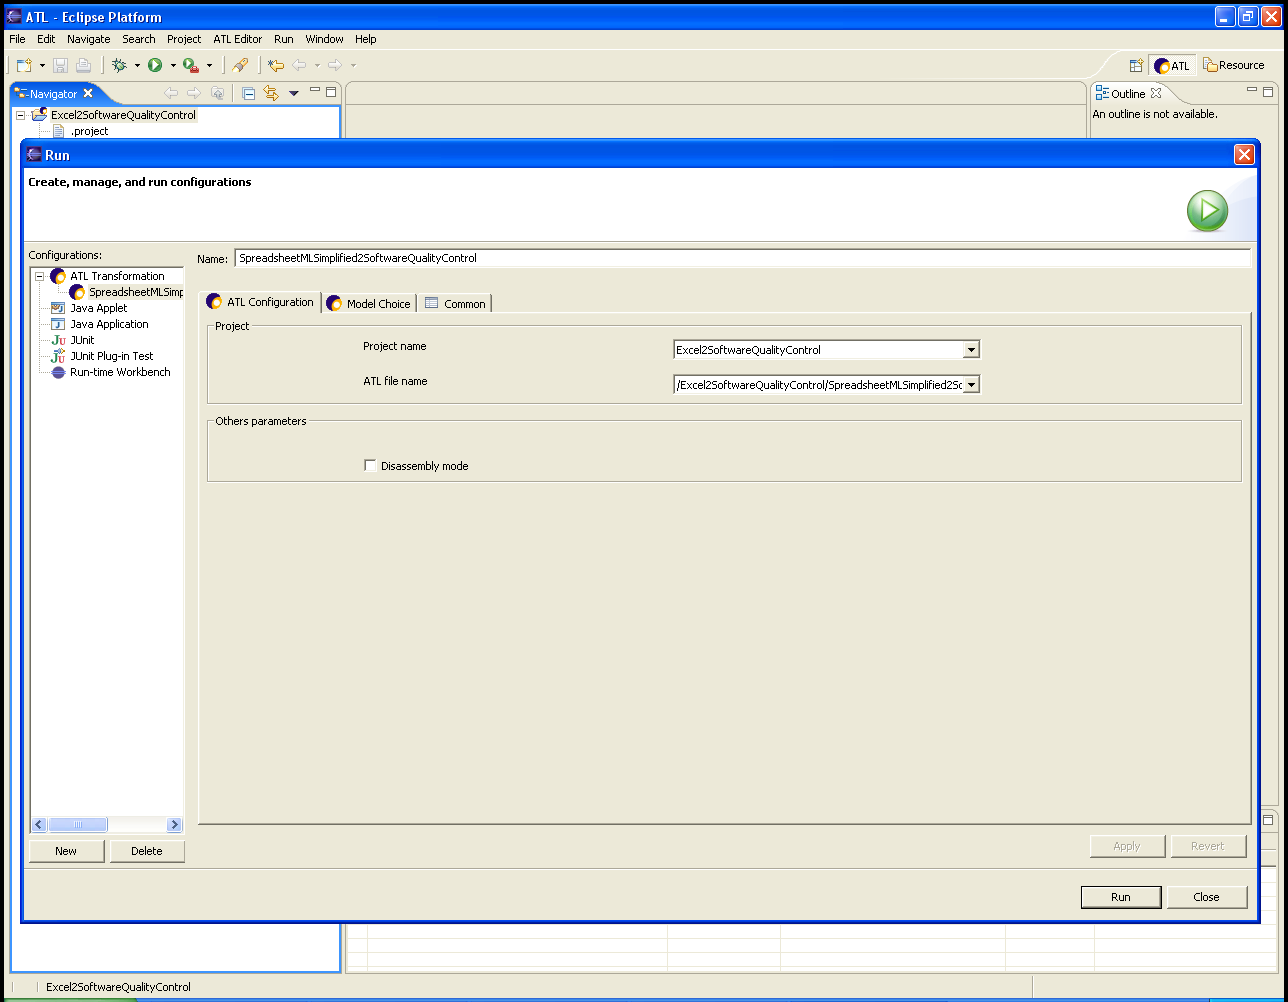 ATL - Eclipse Platform
File Edit Navigate Search Project ATL Editor Run Window Help
ATL Resource
Navigator
Outline
Excel2SoftwareQualityControl
.project
An outline is not available.
Run
Create, manage, and run configurations
Configurations:
Name: SpreadsheetMLSimplified2SoftwareQualityControl
ATL Transformation
SpreadsheetMLSimp
Java Applet
Java Application
JUnit
JUnit Plug-in Test
Run-time Workbench
ATL Configuration Model Choice Common
Project
Project name Excel2SoftwareQualityControl
ATL file name /Excel2SoftwareQualityControl/SpreadsheetMLSimplified2So
Others parameters
Disassembly mode
New Delete
Apply Revert
Run Close
Excel2SoftwareQualityControl